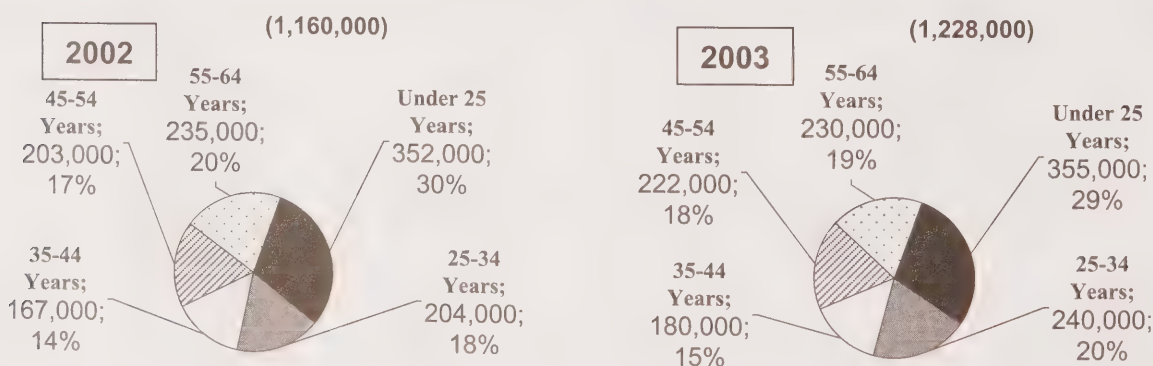 2002
(1,160,000)
55-64
Years;
235,000;
20%
Under 25
Years;
352,000;
30%
45-54
Years;
203,000;
17%
35-44
Years;
167,000;
14%
25-34
Years;
204,000;
18%
2003
(1,228,000)
55-64
Years;
230,000;
19%
Under 25
Years;
355,000;
29%
45-54
Years;
222,000;
18%
35-44
Years;
180,000;
15%
25-34
Years;
240,000;
20%